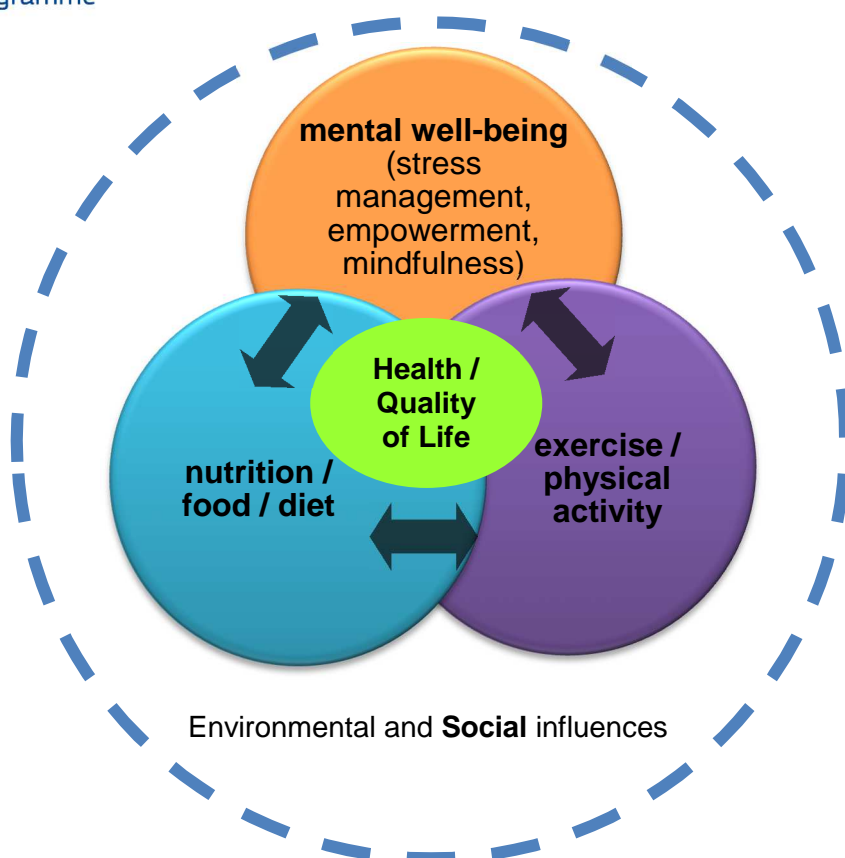 mental well-being
(stress
management,
empowerment,
mindfulness)
Health /
Quality
of Life
nutrition /
food / diet
exercise /
physical
activity
Environmental and Social influences